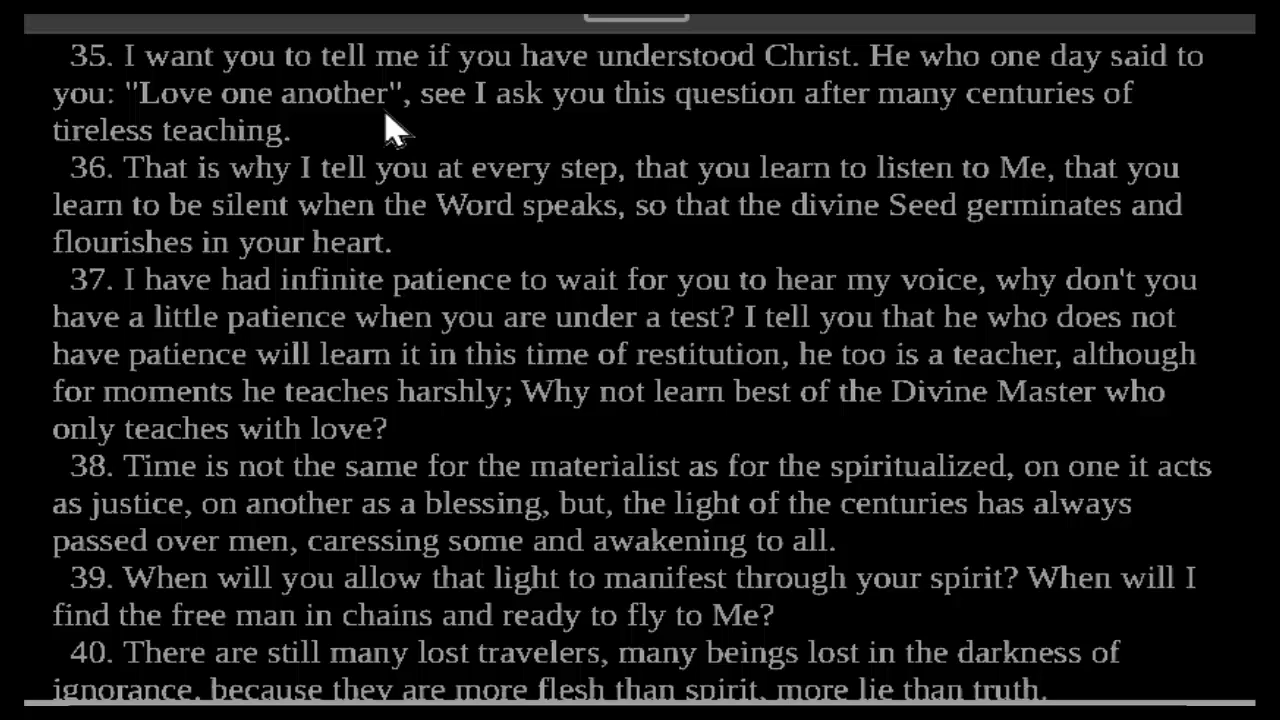 35. I want you to tell me if you have understood Christ. He who one day said to
you: "Love one another", see I ask you this question after many centuries of
tireless teaching.
36. That is why I tell you at every step, that you learn to listen to Me, that you
learn to be silent when the Word speaks, so that the divine Seed germinates and
flourishes in your heart.
37. I have had infinite patience to wait for you to hear my voice, why don't you
have a little patience when you are under a test? I tell you that he who does not
have patience will learn it in this time of restitution, he too is a teacher, although
for moments he teaches harshly; Why not learn best of the Divine Master who
only teaches with love?
38. Time is not the same for the materialist as for the spiritualized, on one it acts
as justice, on another as a blessing, but, the light of the centuries has always
passed over men, caressing some and awakening to all.
39. When will you allow that light to manifest through your spirit? When will I
find the free man in chains and ready to fly to Me?
40. There are still many lost travelers, many beings lost in the darkness of
ignorance, because they are more flesh than spirit, more lie than truth.